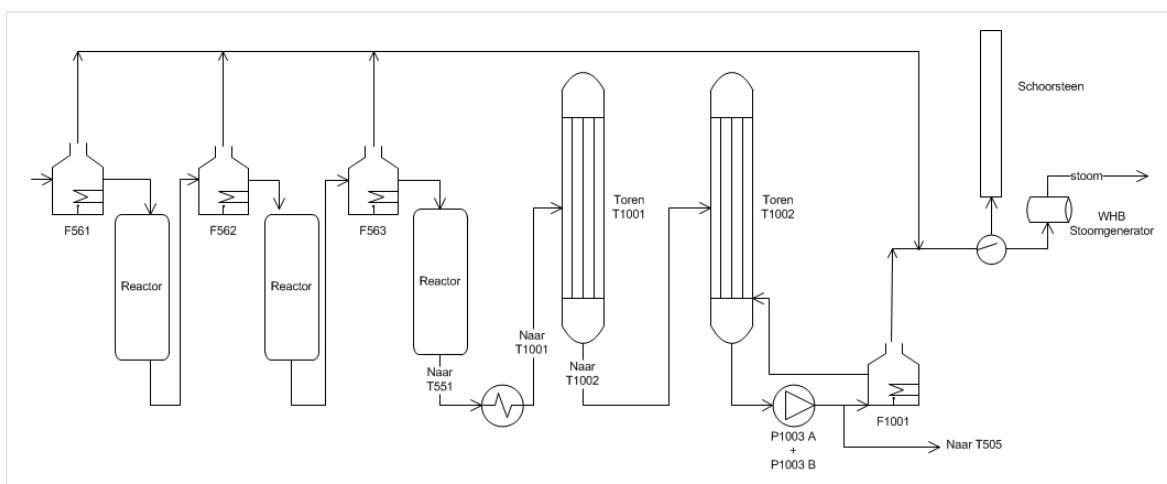 Schoorsteen
stoom
WHB
Stoomgenerator
Toren
T1001
Toren
T1002
F561
F562
F563
Reactor
Reactor
Reactor
Naar
T1001
Naar
T551
Naar
T1002
F1001
P1003 A
+
P1003 B
Naar T505